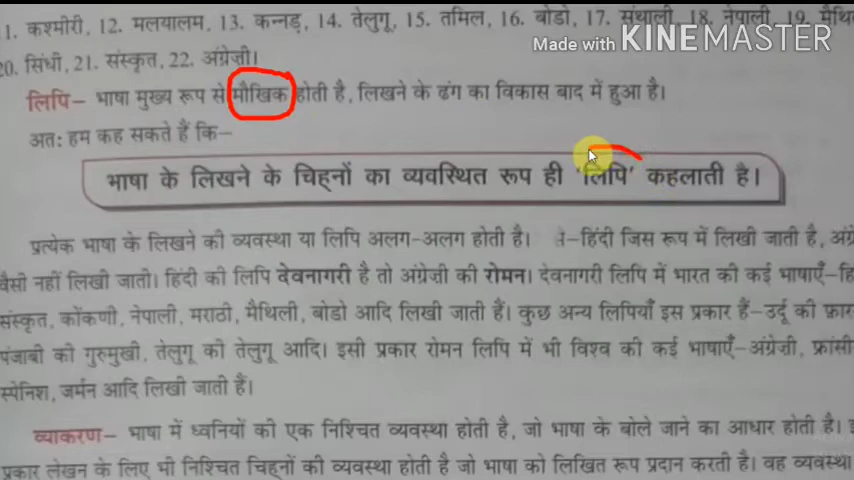 11. कश्मीरी, 12. मलयालम, 13. कन्नड़, 14. तेलुगू, 15. तमिल, 16. बोडो, 17. संथाली, 18. नेपाली, 19.
Made with KINEMASTER
20. सिंधी, 21. संस्कृत, 22. अंग्रेज़ी।
लिपि– भाषा मुख्य रूप से मौखिक होती है, लिखने के ढंग का विकास बाद में हुआ है।
अतः हम कह सकते हैं कि–
भाषा के लिखने के चिह्नों का व्यवस्थित रूप ही 'लिपि' कहलाती है।
प्रत्येक भाषा के लिखने की व्यवस्था या लिपि अलग-अलग होती है। –हिंदी जिस रूप में लिखी जाती है,
वैसी नहीं लिखी जाती। हिंदी की लिपि देवनागरी है तो अंग्रेज़ी की रोमन। देवनागरी लिपि में भारत की कई भाषाएँ–
संस्कृत, कोंकणी, नेपाली, मराठी, मैथिली, बोडो आदि लिखी जाती हैं। कुछ अन्य लिपियाँ इस प्रकार हैं–उर्दू की
पंजाबी की गुरुमुखी, तेलुगू की तेलुगू आदि। इसी प्रकार रोमन लिपि में भी विश्व की कई भाषाएँ–अंग्रेज़ी,
स्पेनिश, जर्मन आदि लिखी जाती हैं।
व्याकरण– भाषा में ध्वनियों की एक निश्चित व्यवस्था होती है, जो भाषा के बोले जाने का आधार होती है।
प्रकार लेखन के लिए भी निश्चित चिह्नों की व्यवस्था होती है जो भाषा को लिखित रूप प्रदान करती है। वह व्यवस्था